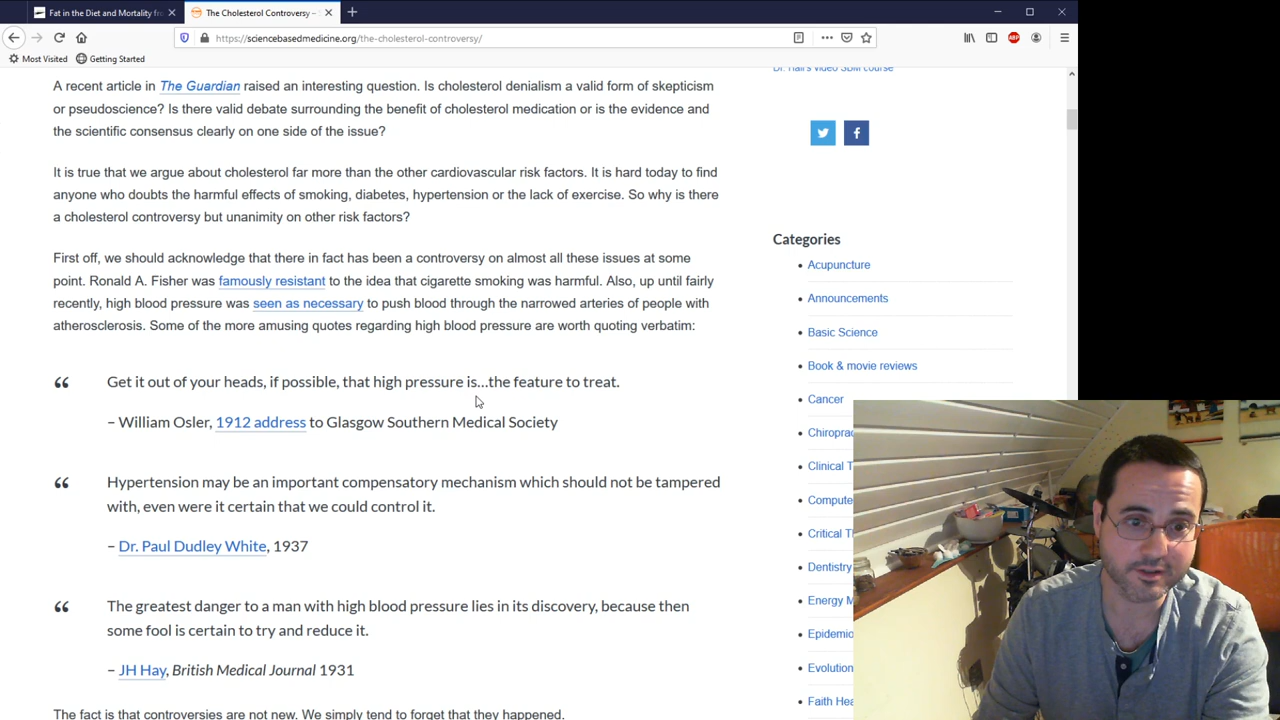 Fat in the Diet and Mortality fr
The Cholesterol Controversy –
https://sciencebasedmedicine.org/the-cholesterol-controversy/
ABP
Most Visited
Getting Started
A recent article in The Guardian raised an interesting question. Is cholesterol denialism a valid form of skepticism
or pseudoscience? Is there valid debate surrounding the benefit of cholesterol medication or is the evidence and
the scientific consensus clearly on one side of the issue?
It is true that we argue about cholesterol far more than the other cardiovascular risk factors. It is hard today to find
anyone who doubts the harmful effects of smoking, diabetes, hypertension or the lack of exercise. So why is there
a cholesterol controversy but unanimity on other risk factors?
First off, we should acknowledge that there in fact has been a controversy on almost all these issues at some
point. Ronald A. Fisher was famously resistant to the idea that cigarette smoking was harmful. Also, up until fairly
recently, high blood pressure was seen as necessary to push blood through the narrowed arteries of people with
atherosclerosis. Some of the more amusing quotes regarding high blood pressure are worth quoting verbatim:
“ Get it out of your heads, if possible, that high pressure is...the feature to treat.
– William Osler, 1912 address to Glasgow Southern Medical Society
“ Hypertension may be an important compensatory mechanism which should not be tampered
with, even were it certain that we could control it.
– Dr. Paul Dudley White, 1937
“ The greatest danger to a man with high blood pressure lies in its discovery, because then
some fool is certain to try and reduce it.
– JH Hay, British Medical Journal 1931
The fact is that controversies are not new. We simply tend to forget that they happened.
Dr. Hall's video SBM course
Categories
Acupuncture
Announcements
Basic Science
Book & movie reviews
Cancer
Chiroprac
Clinical T
Compute
Critical T
Dentistry
Energy M
Epidemio
Evolution
Faith Hea